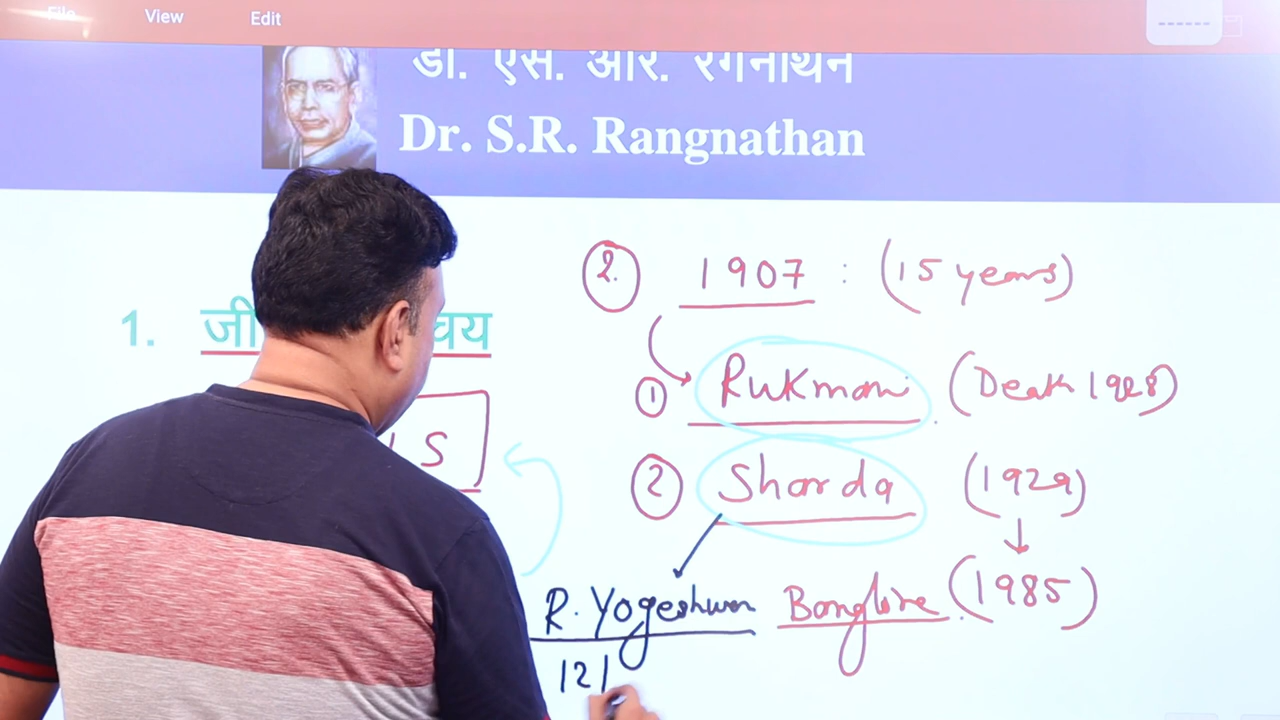 File View Edit
डॉ. एस. आर. रंगनाथन
Dr. S.R. Rangnathan
2. 1907 : (15 years)
1. जी चय
① Rukmani (Death 1928)
S
② Sharda (1929)
R. Yogeshwar Banglore (1985)
121